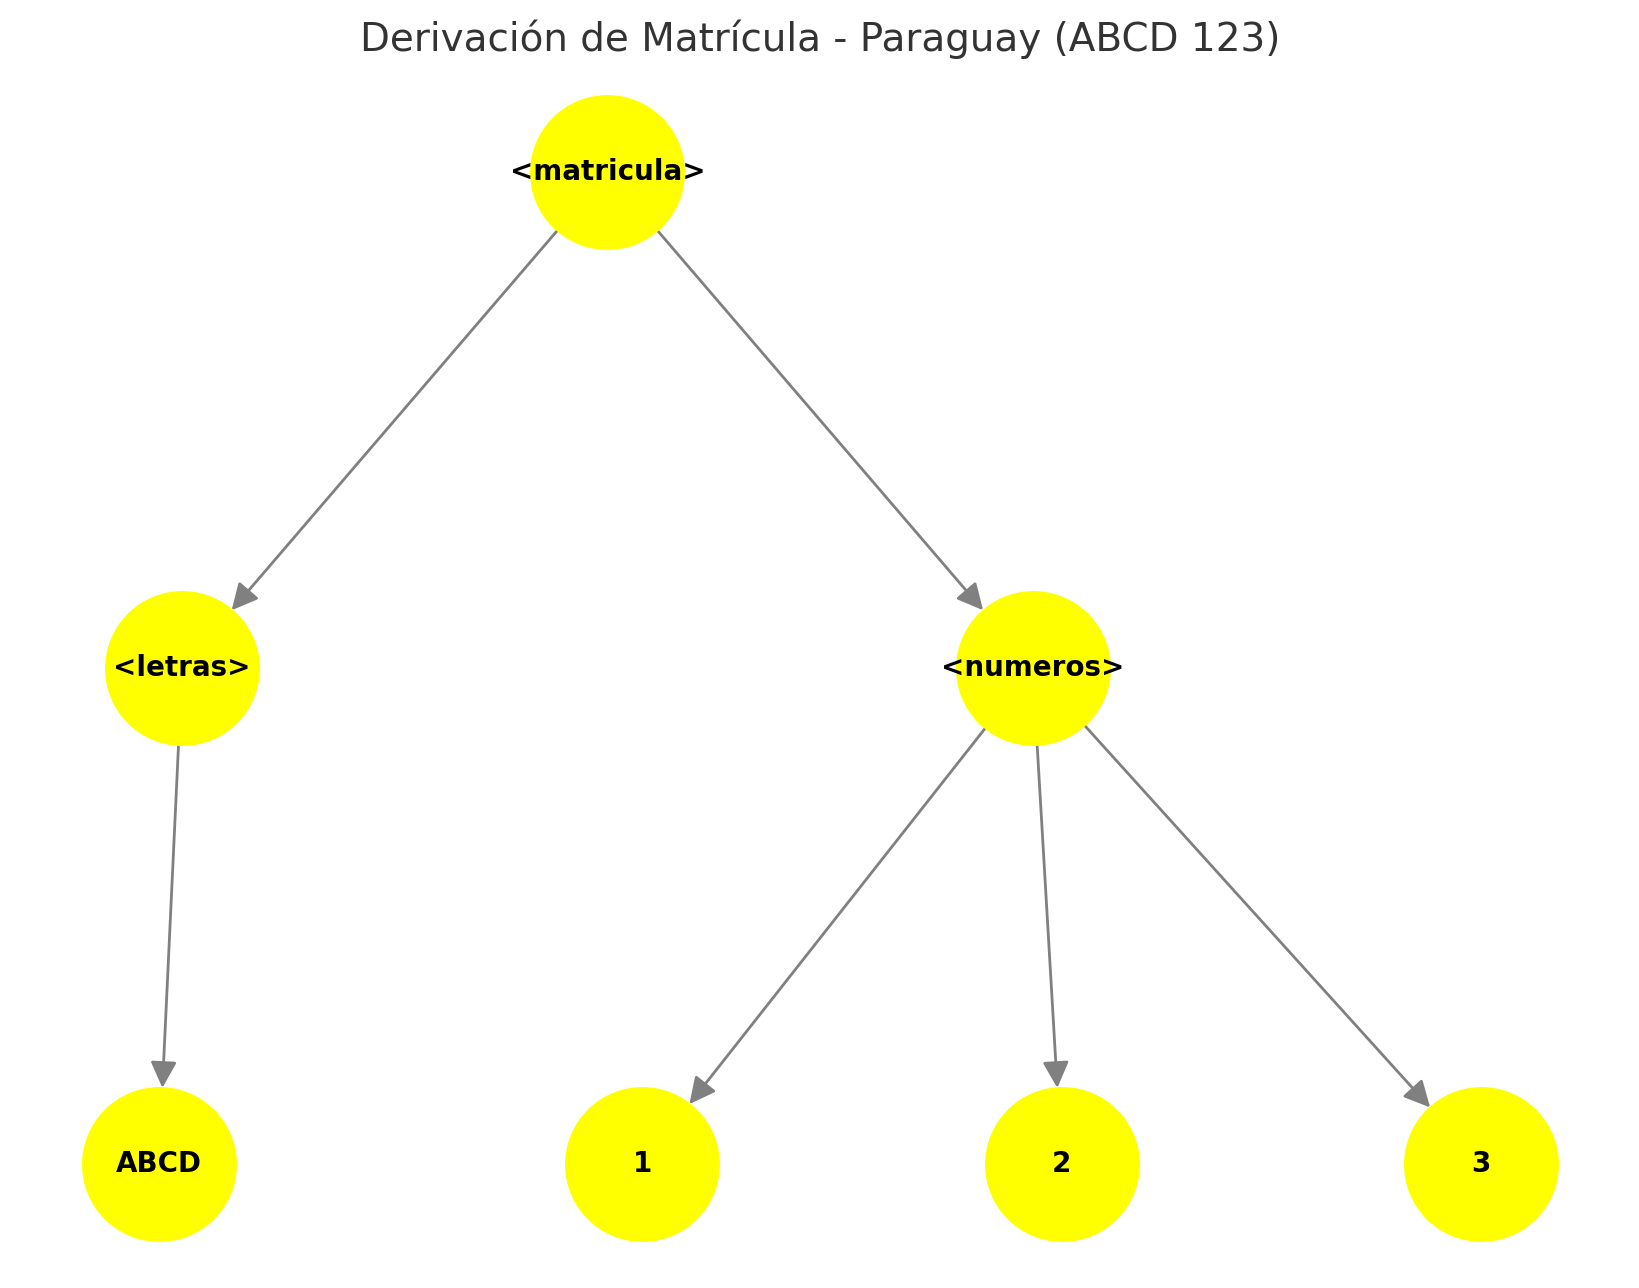 Derivación de Matrícula - Paraguay (ABCD 123)
<matricula>
<letras>
<numeros>
ABCD
1
2
3